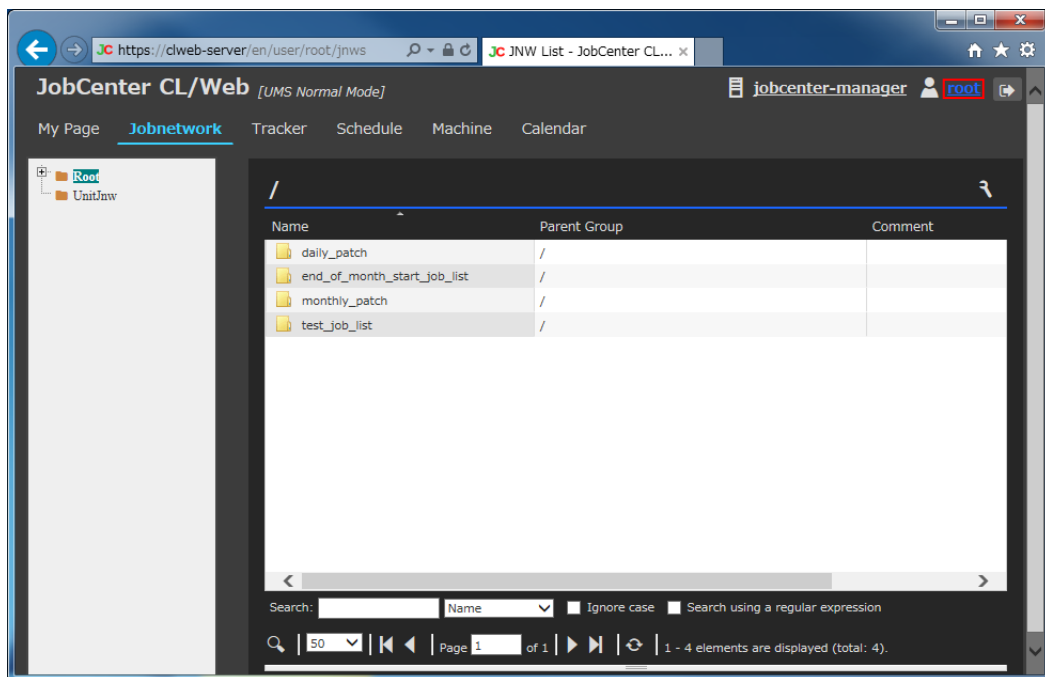 JC https://clweb-server/en/user/root/jnws
JC JNW List - JobCenter CL...
JobCenter CL/Web [UMS Normal Mode]
jobcenter-manager root
My Page Jobnetwork Tracker Schedule Machine Calendar
Root
UnitJnw
/
Name Parent Group Comment
daily_patch /
end_of_month_start_job_list /
monthly_patch /
test_job_list /
Search: Name Ignore case Search using a regular expression
50 Page 1 of 1 1 - 4 elements are displayed (total: 4).